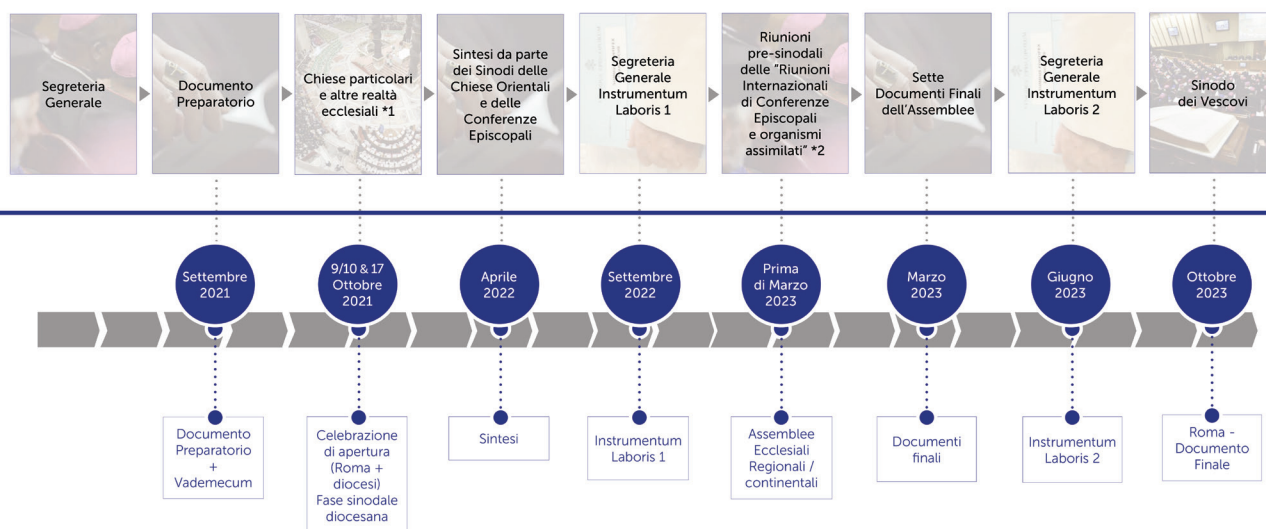 Segreteria
Generale
Documento
Preparatorio
Chiese particolari
e altre realtà
ecclesiali *1
Sintesi da parte
dei Sinodi delle
Chiese Orientali
e delle
Conferenze
Episcopali
Segreteria
Generale
Instrumentum
Laboris 1
Riunioni
pre-sinodali
delle "Riunioni
Internazionali
di Conferenze
Episcopali
e organismi
assimilati" *2
Sette
Documenti Finali
dell'Assemblee
Segreteria
Generale
Instrumentum
Laboris 2
Sinodo
dei Vescovi
Settembre
2021
9/10 & 17
Ottobre
2021
Aprile
2022
Settembre
2022
Prima
di Marzo
2023
Marzo
2023
Giugno
2023
Ottobre
2023
Documento
Preparatorio
+
Vademecum
Celebrazione
di apertura
(Roma +
diocesi)
Fase sinodale
diocesana
Sintesi
Instrumentum
Laboris 1
Assemblee
Ecclesiali
Regionali /
continentali
Documenti
finali
Instrumentum
Laboris 2
Roma -
Documento
Finale